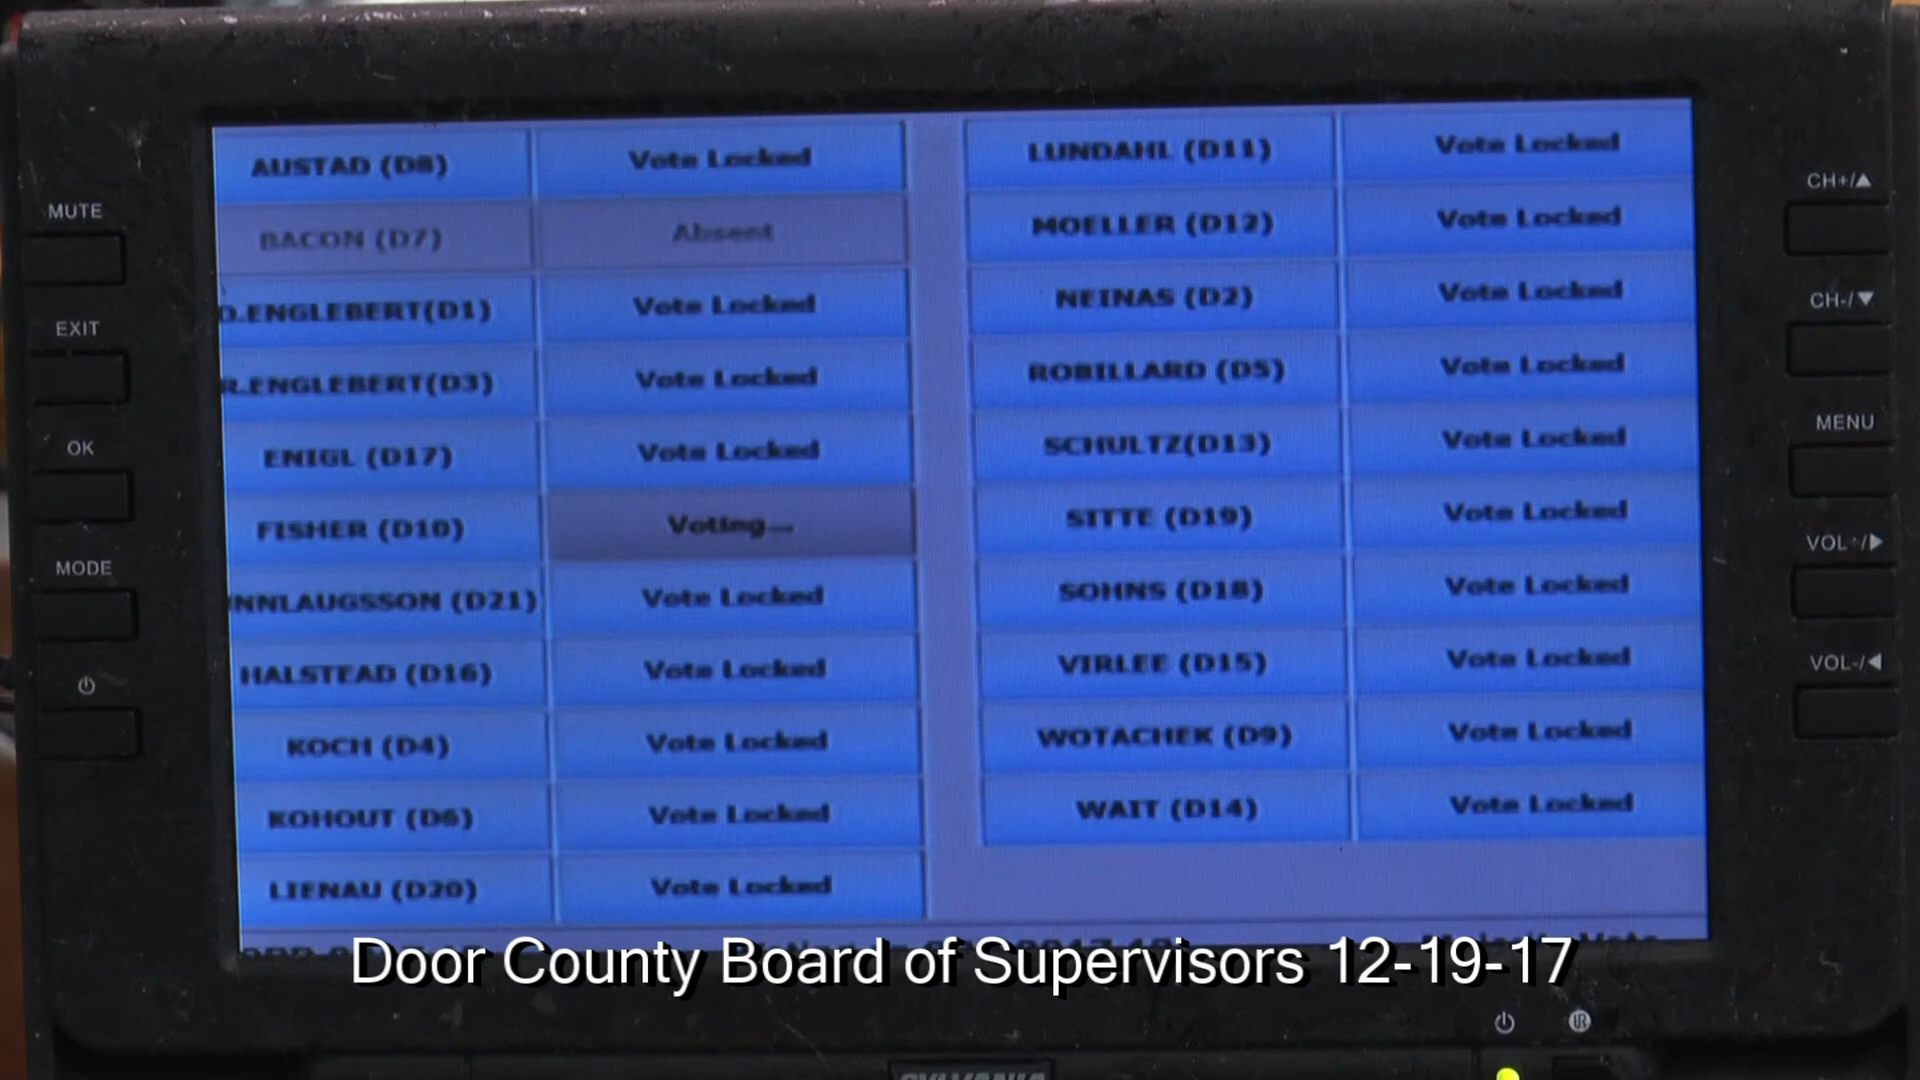 AUSTAD (D8) Vote Locked
BACON (D7) Absent
D.ENGLEBERT(D1) Vote Locked
R.ENGLEBERT(D3) Vote Locked
ENIGL (D17) Vote Locked
FISHER (D10) Voting...
NNLAUGSSON (D21) Vote Locked
HALSTEAD (D16) Vote Locked
KOCH (D4) Vote Locked
KOHOUT (D6) Vote Locked
LIENAU (D20) Vote Locked
LUNDAHL (D11) Vote Locked
MOELLER (D12) Vote Locked
NEINAS (D2) Vote Locked
ROBILLARD (D5) Vote Locked
SCHULTZ(D13) Vote Locked
SITTE (D19) Vote Locked
SOHNS (D18) Vote Locked
VIRLEE (D15) Vote Locked
WOTACHEK (D9) Vote Locked
WAIT (D14) Vote Locked
MUTE
EXIT
OK
MODE
CH+/▲
CH-/▼
MENU
VOL+/▶
VOL-/◀
Door County Board of Supervisors 12-19-17
IR
SYLVANIA